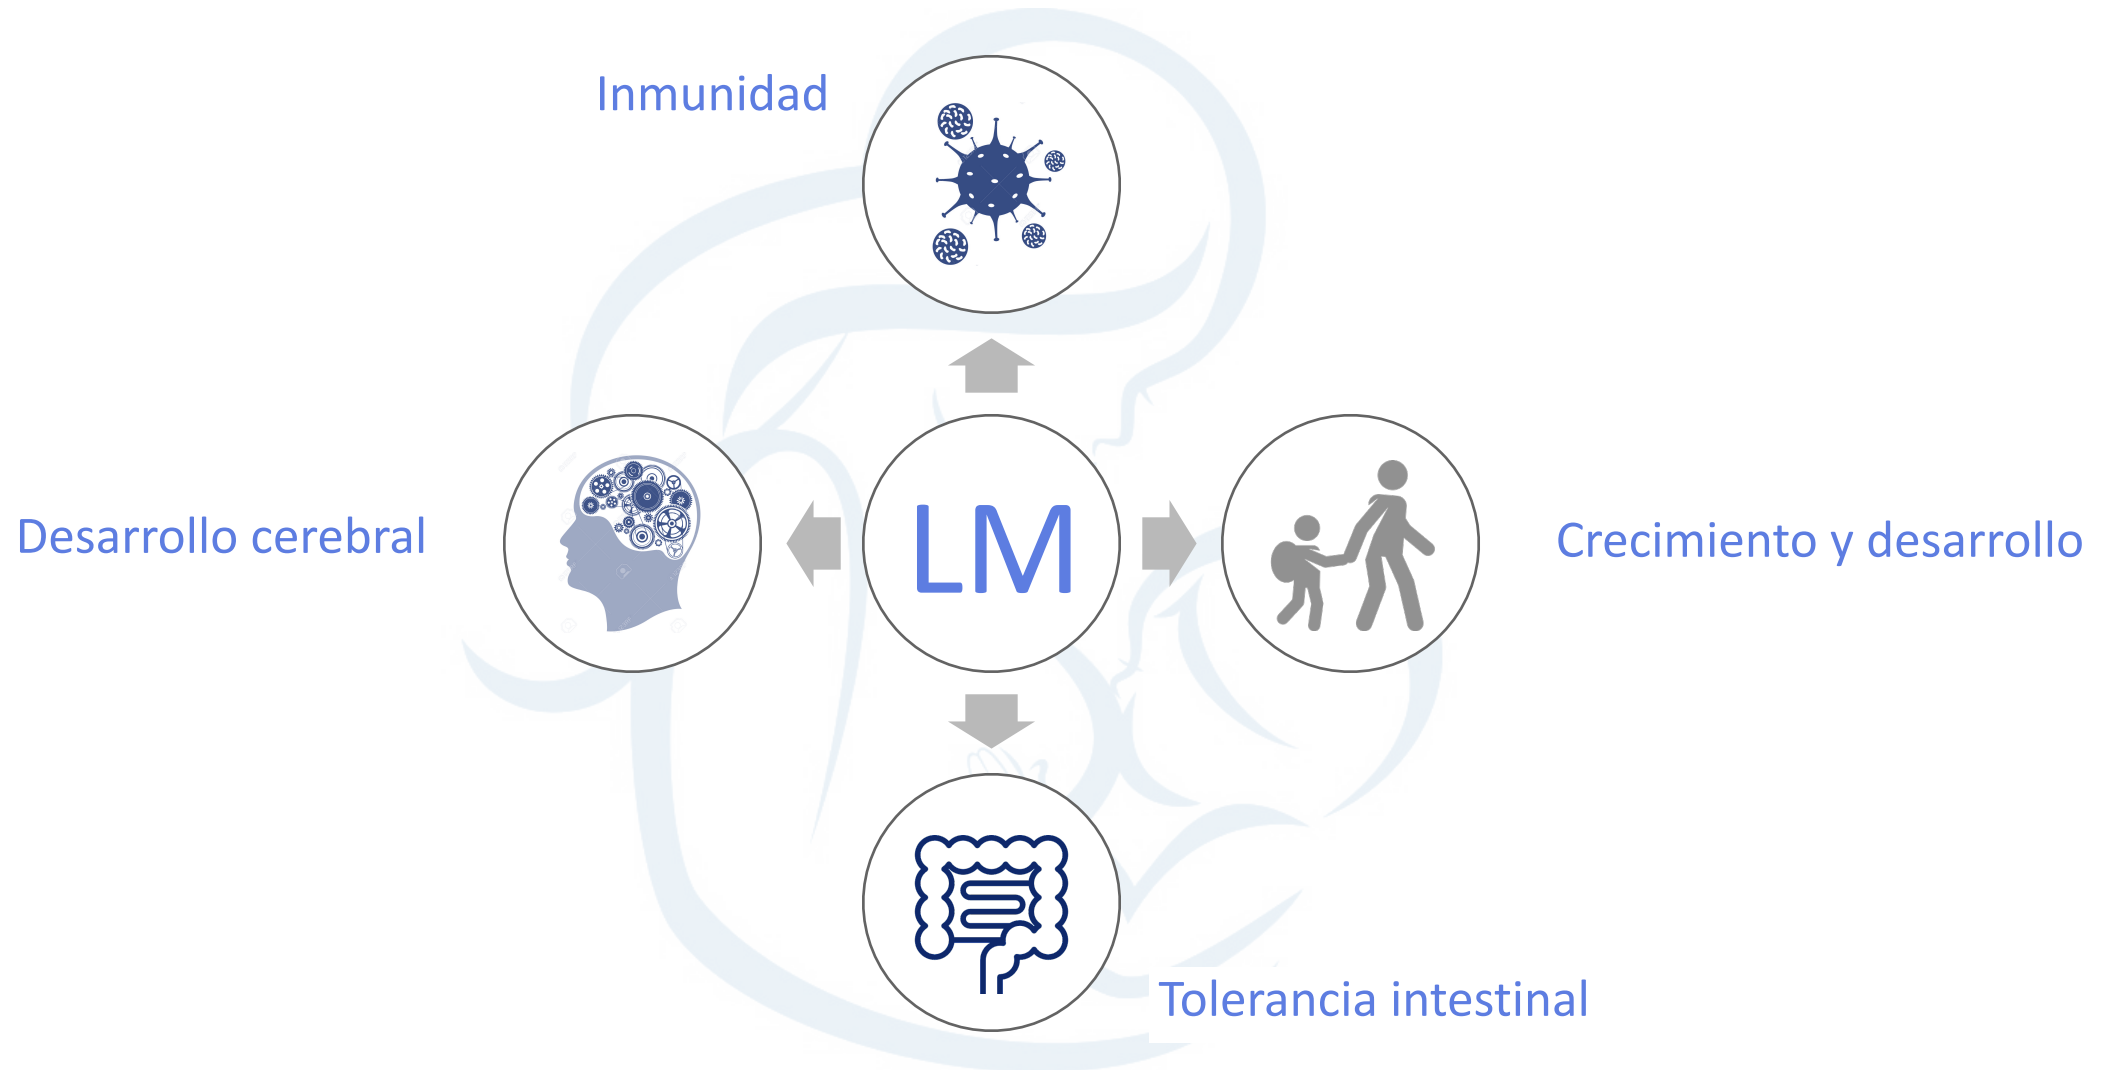 Inmunidad
Desarrollo cerebral
LM
Crecimiento y desarrollo
Tolerancia intestinal